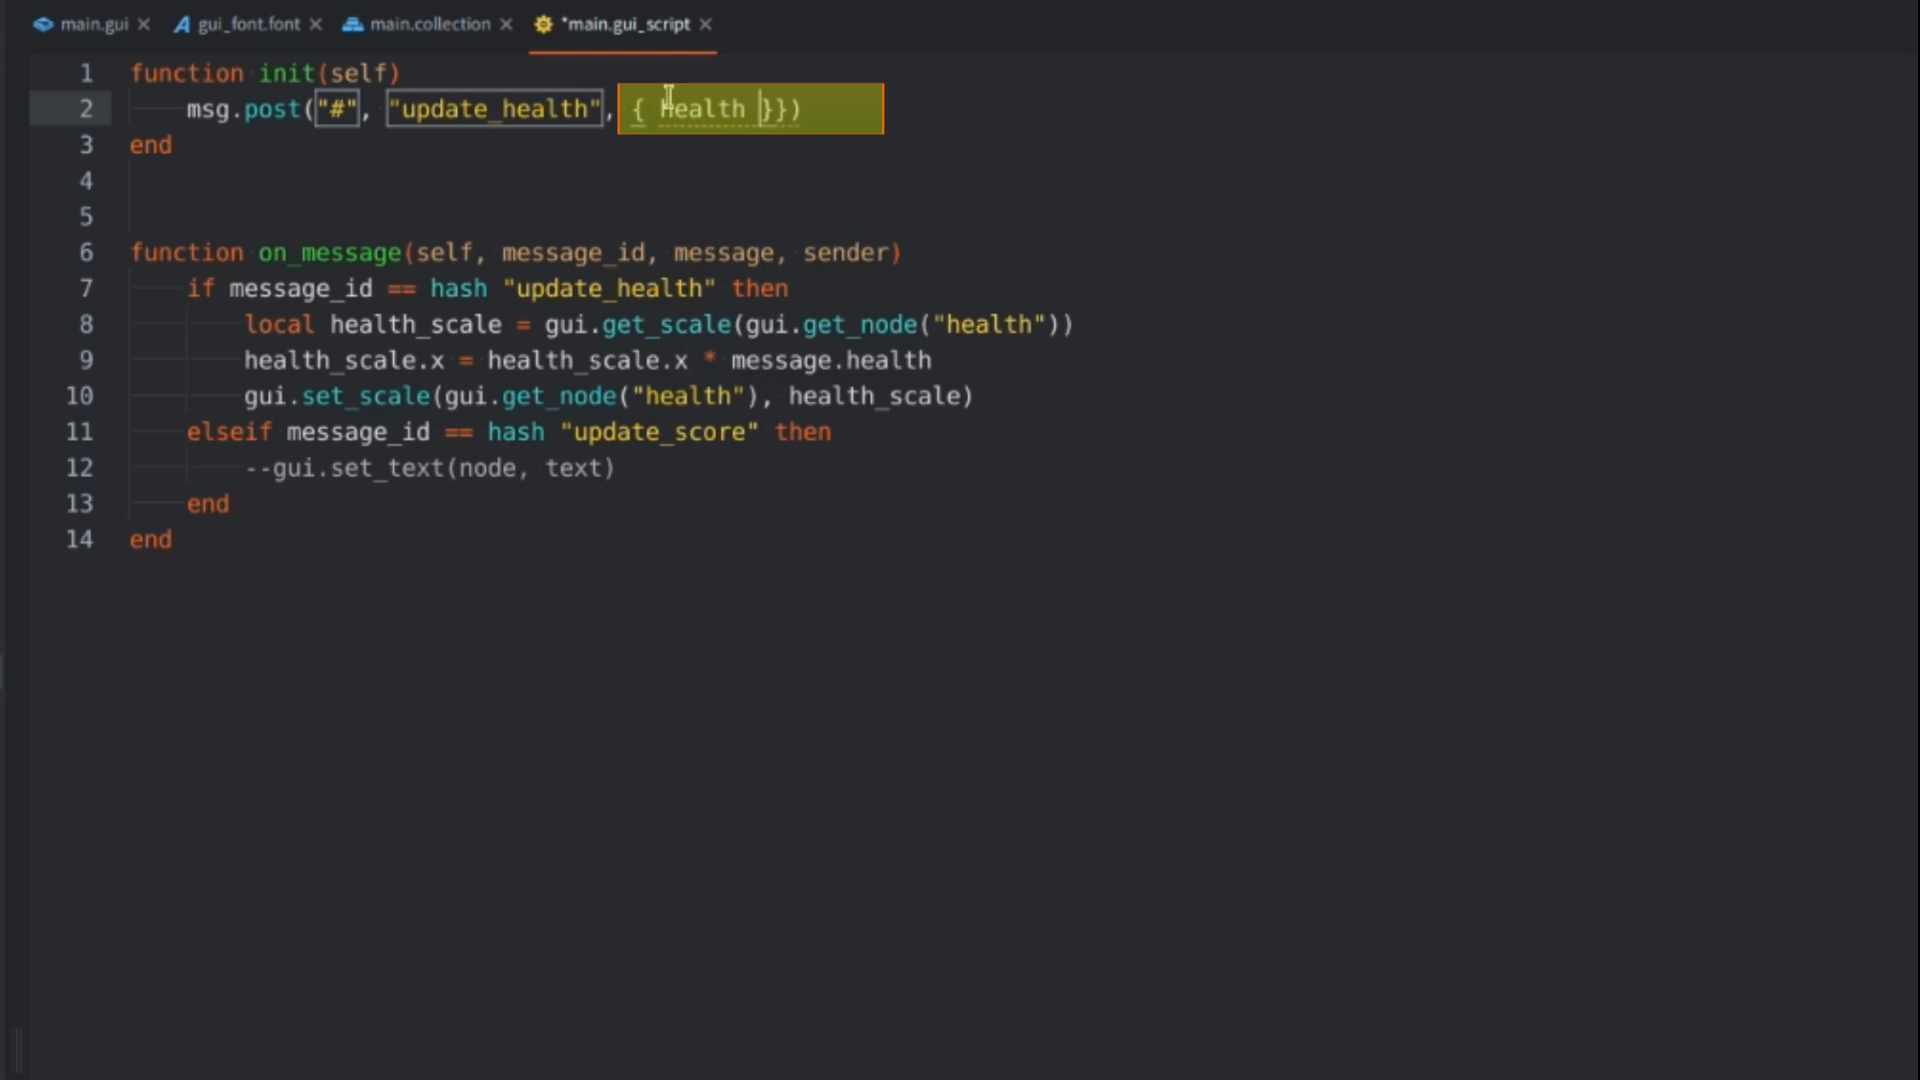 main.gui gui_font.font main.collection *main.gui_script
1 function init(self)
2 msg.post("#", "update_health", { Health }})
3 end
4
5
6 function on_message(self, message_id, message, sender)
7 if message_id == hash "update_health" then
8 local health_scale = gui.get_scale(gui.get_node("health"))
9 health_scale.x = health_scale.x * message.health
10 gui.set_scale(gui.get_node("health"), health_scale)
11 elseif message_id == hash "update_score" then
12 --gui.set_text(node, text)
13 end
14 end